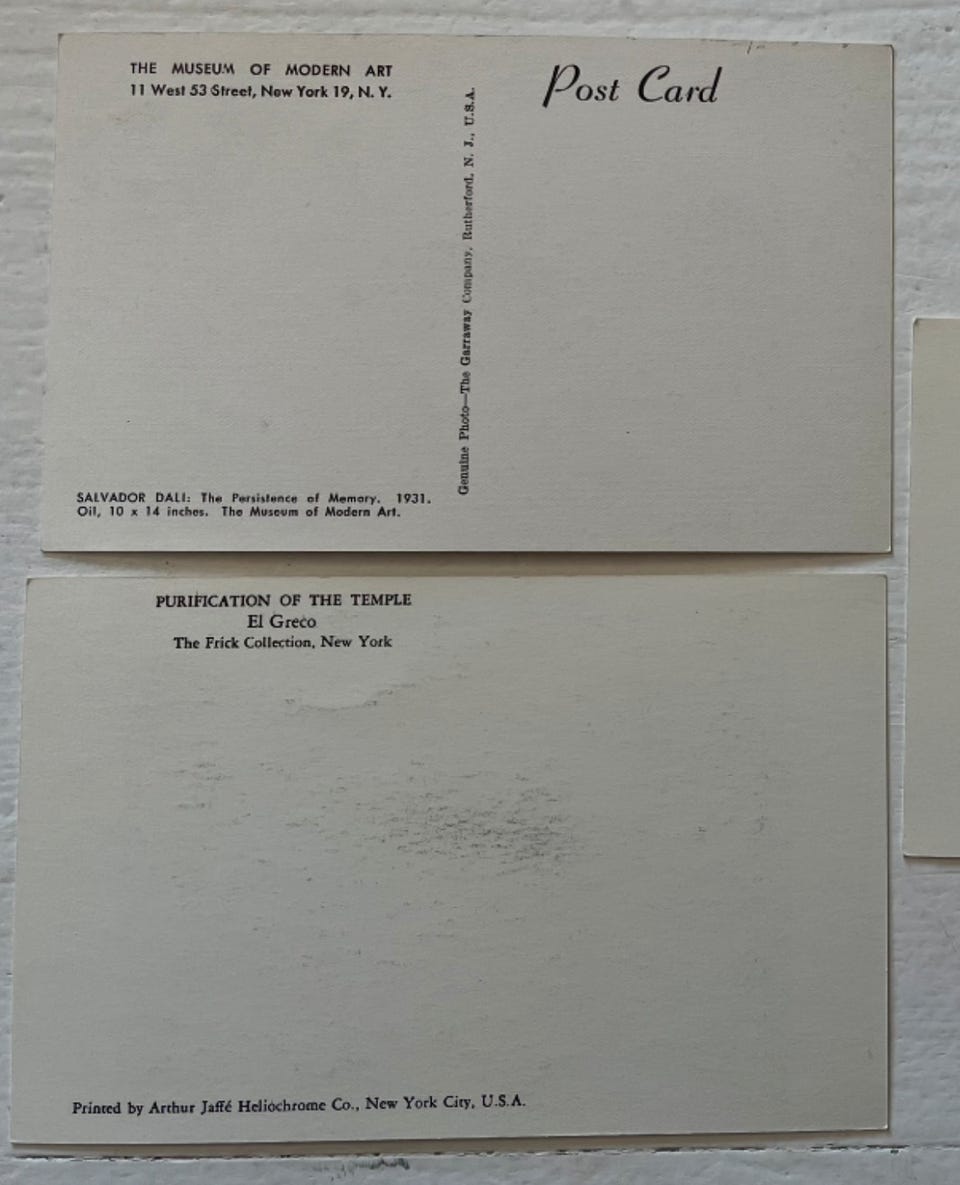 THE MUSEUM OF MODERN ART
11 West 53 Street, New York 19, N. Y.
Post Card
Genuine Photo—The Garraway Company, Rutherford, N. J., U.S.A.
SALVADOR DALI: The Persistence of Memory. 1931.
Oil, 10 x 14 inches. The Museum of Modern Art.
PURIFICATION OF THE TEMPLE
El Greco
The Frick Collection, New York
Printed by Arthur Jaffé Heliochrome Co., New York City, U.S.A.